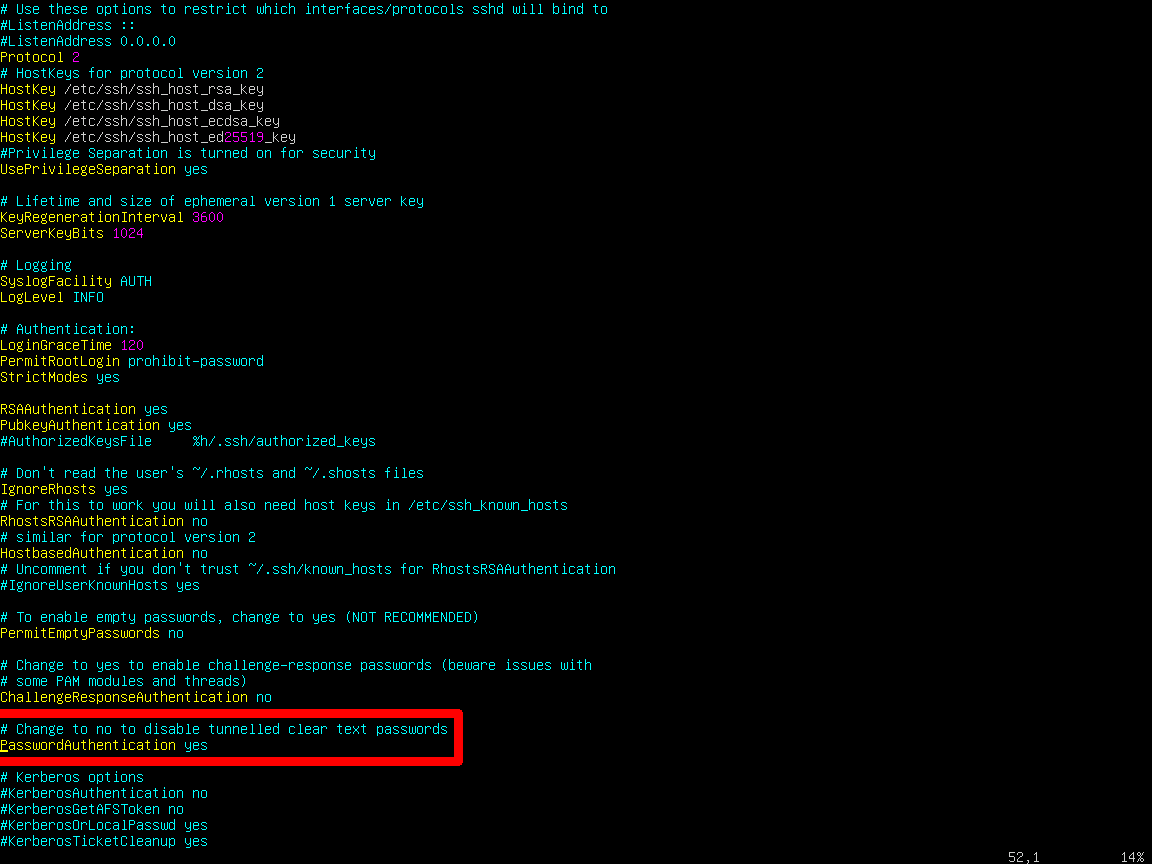 # Use these options to restrict which interfaces/protocols sshd will bind to
#ListenAddress ::
#ListenAddress 0.0.0.0
Protocol 2
# HostKeys for protocol version 2
HostKey /etc/ssh/ssh_host_rsa_key
HostKey /etc/ssh/ssh_host_dsa_key
HostKey /etc/ssh/ssh_host_ecdsa_key
HostKey /etc/ssh/ssh_host_ed25519_key
#Privilege Separation is turned on for security
UsePrivilegeSeparation yes

# Lifetime and size of ephemeral version 1 server key
KeyRegenerationInterval 3600
ServerKeyBits 1024

# Logging
SyslogFacility AUTH
LogLevel INFO

# Authentication:
LoginGraceTime 120
PermitRootLogin prohibit-password
StrictModes yes

RSAAuthentication yes
PubkeyAuthentication yes
#AuthorizedKeysFile     %h/.ssh/authorized_keys

# Don't read the user's ~/.rhosts and ~/.shosts files
IgnoreRhosts yes
# For this to work you will also need host keys in /etc/ssh_known_hosts
RhostsRSAAuthentication no
# similar for protocol version 2
HostbasedAuthentication no
# Uncomment if you don't trust ~/.ssh/known_hosts for RhostsRSAAuthentication
#IgnoreUserKnownHosts yes

# To enable empty passwords, change to yes (NOT RECOMMENDED)
PermitEmptyPasswords no

# Change to yes to enable challenge-response passwords (beware issues with
# some PAM modules and threads)
ChallengeResponseAuthentication no

# Change to no to disable tunnelled clear text passwords
PasswordAuthentication yes

# Kerberos options
#KerberosAuthentication no
#KerberosGetAFSToken no
#KerberosOrLocalPasswd yes
#KerberosTicketCleanup yes
52,1 14%